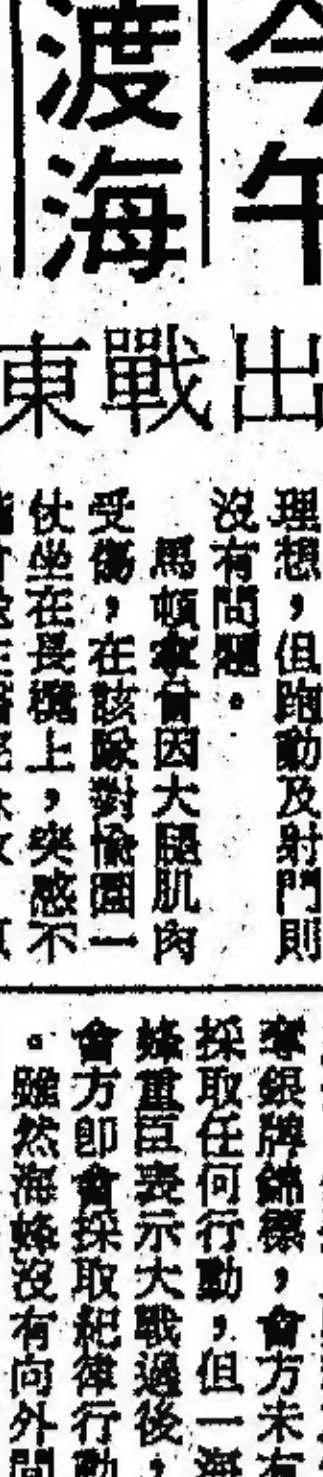 今午
渡海
出戰東
理想，但跑動及射門則
沒有問題。
馬頓拿曾因大腿肌肉
受傷，在該隊對愉園一
仗坐在長櫈上，突感不
奪銀牌錦標，會方未有
採取任何行動，但一海
蜂重臣表示大戰過後，
會方即會採取紀律行動
。雖然海蜂沒有向外間